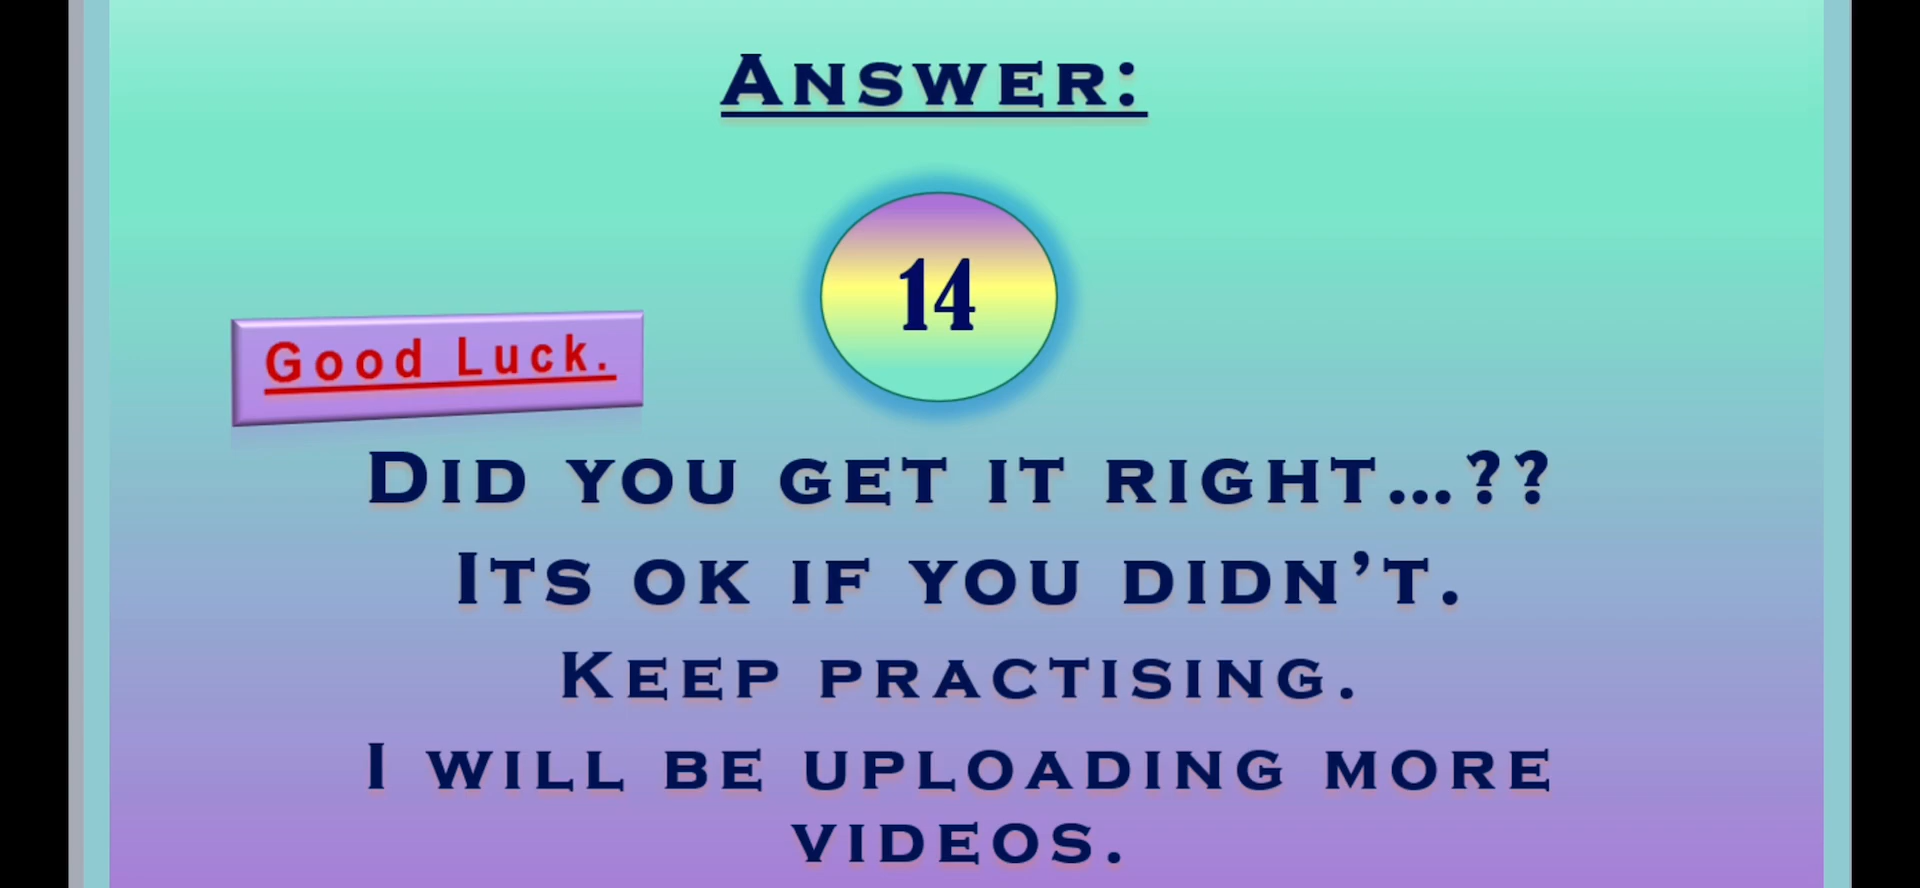 Answer:
14
Good Luck.
Did you get it right...??
Its ok if you didn’t.
Keep practising.
I will be uploading more
videos.